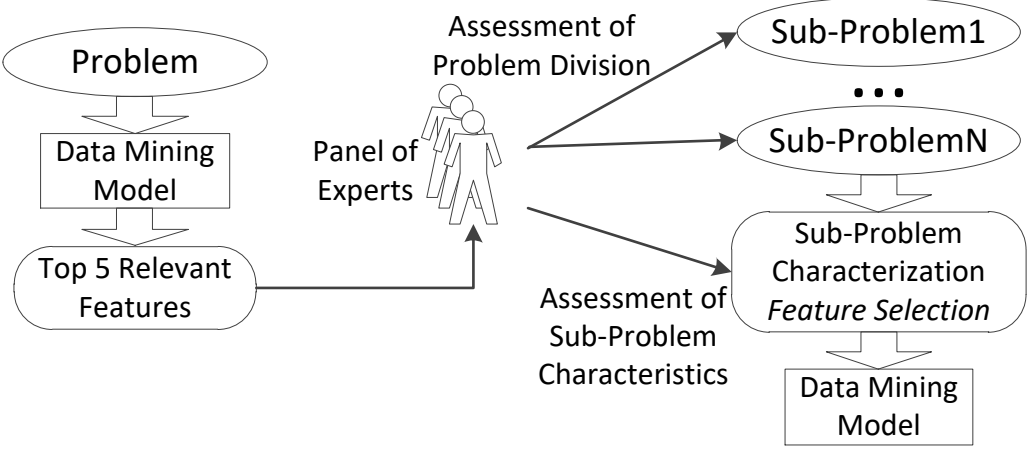 Problem
Data Mining
Model
Top 5 Relevant
Features
Panel of
Experts
Assessment of
Problem Division
Assessment of
Sub-Problem
Characteristics
Sub-Problem1
...
Sub-ProblemN
Sub-Problem
Characterization
Feature Selection
Data Mining
Model